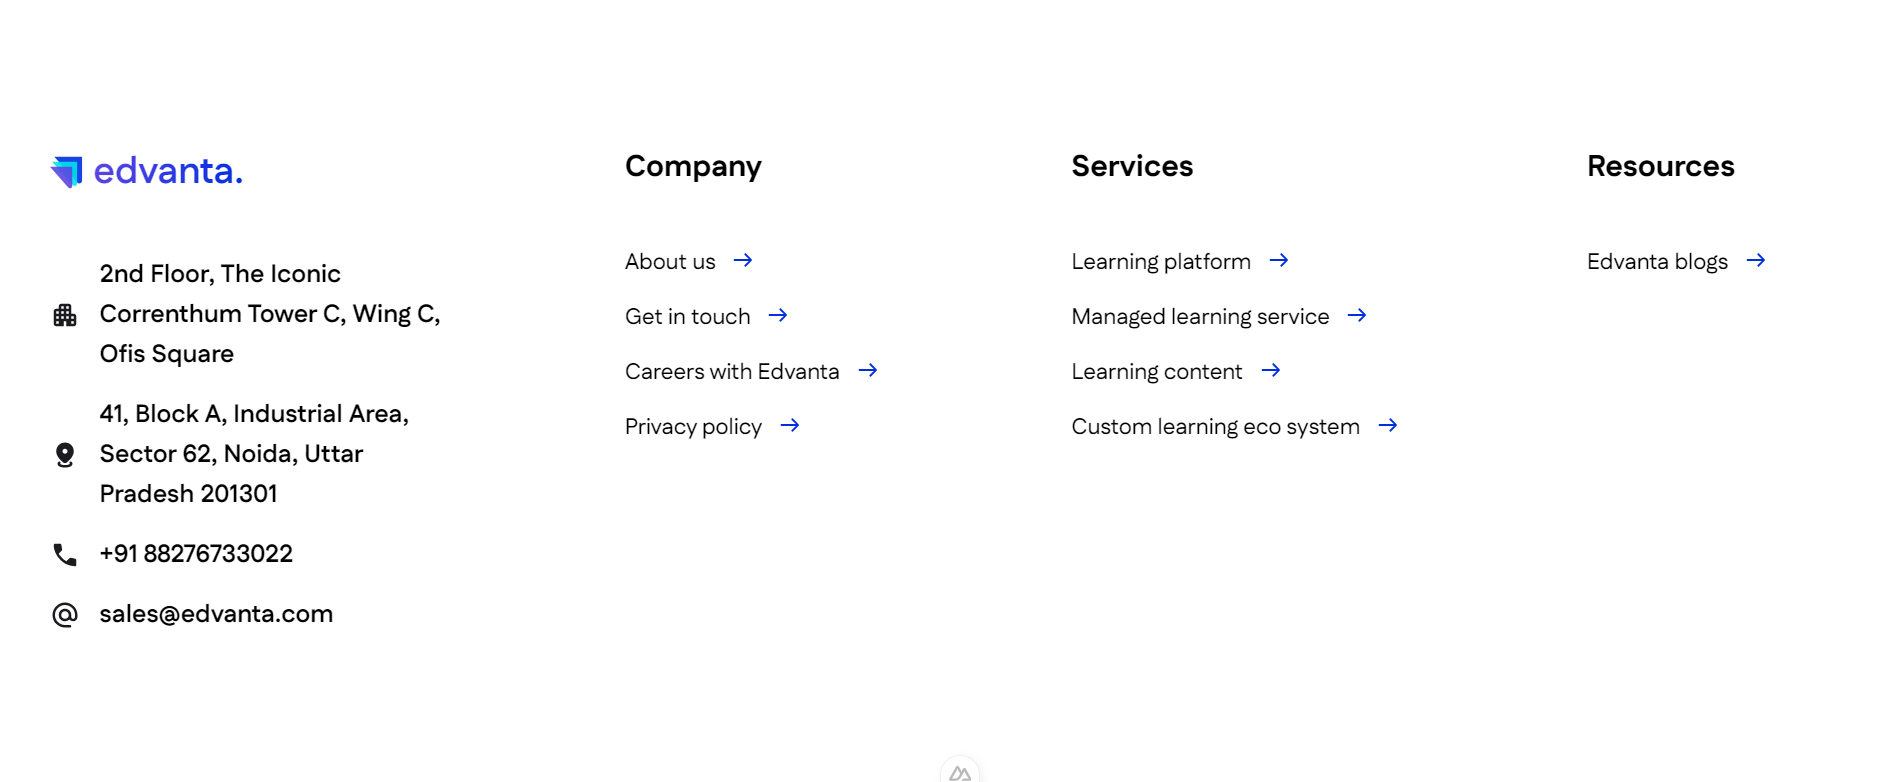 edvanta.
2nd Floor, The Iconic
Correnthum Tower C, Wing C,
Ofis Square
41, Block A, Industrial Area,
Sector 62, Noida, Uttar
Pradesh 201301
+91 88276733022
sales@edvanta.com
Company
About us
Get in touch
Careers with Edvanta
Privacy policy
Services
Learning platform
Managed learning service
Learning content
Custom learning eco system
Resources
Edvanta blogs